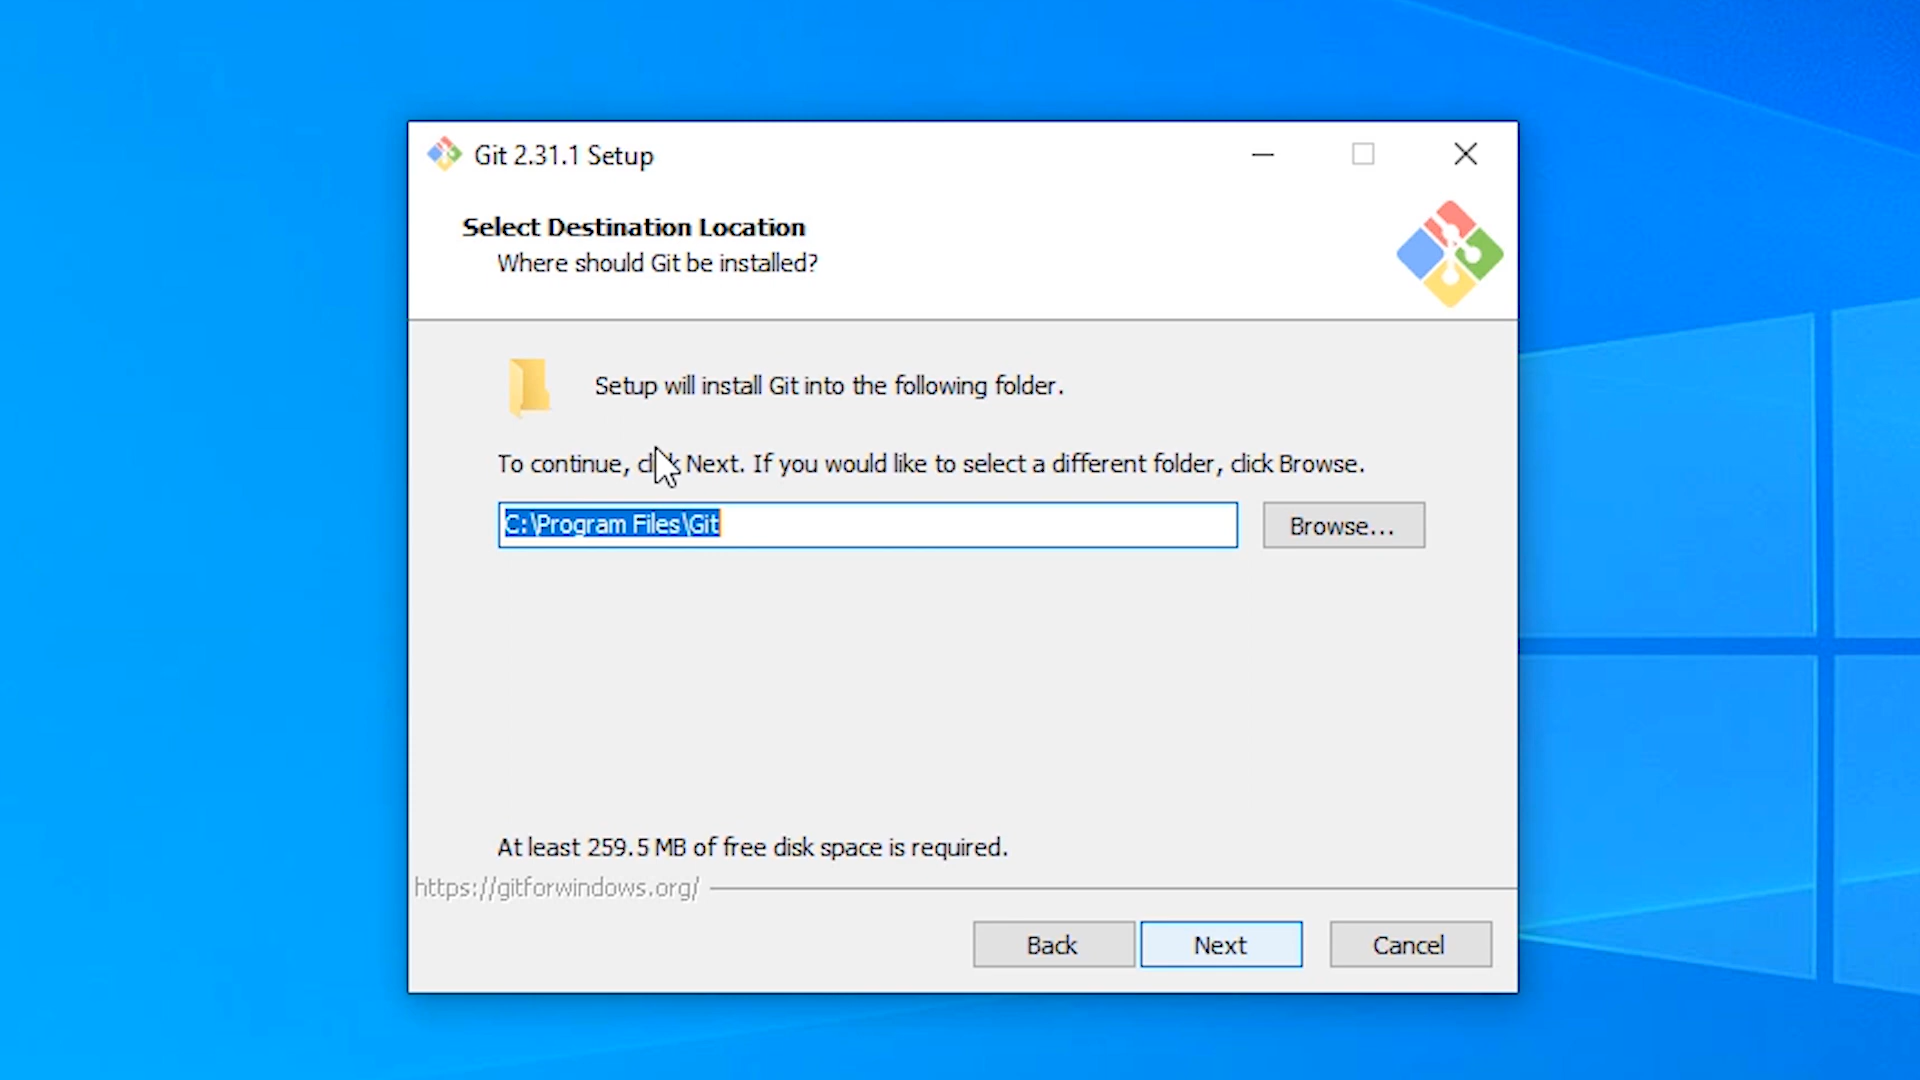 Git 2.31.1 Setup
Select Destination Location
Where should Git be installed?
Setup will install Git into the following folder.
To continue, click Next. If you would like to select a different folder, click Browse.
C:\Program Files\Git
Browse...
At least 259.5 MB of free disk space is required.
https://gitforwindows.org/
Back
Next
Cancel